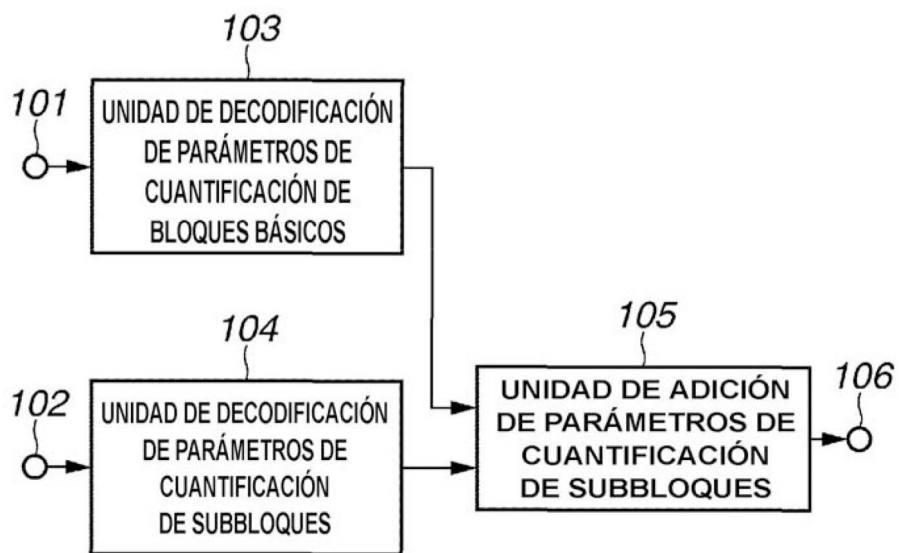 103
101
UNIDAD DE DECODIFICACIÓN
DE PARÁMETROS DE
CUANTIFICACIÓN DE
BLOQUES BÁSICOS
104
102
UNIDAD DE DECODIFICACIÓN
DE PARÁMETROS DE
CUANTIFICACIÓN
DE SUBBLOQUES
105
106
UNIDAD DE ADICIÓN
DE PARÁMETROS DE
CUANTIFICACIÓN
DE SUBBLOQUES